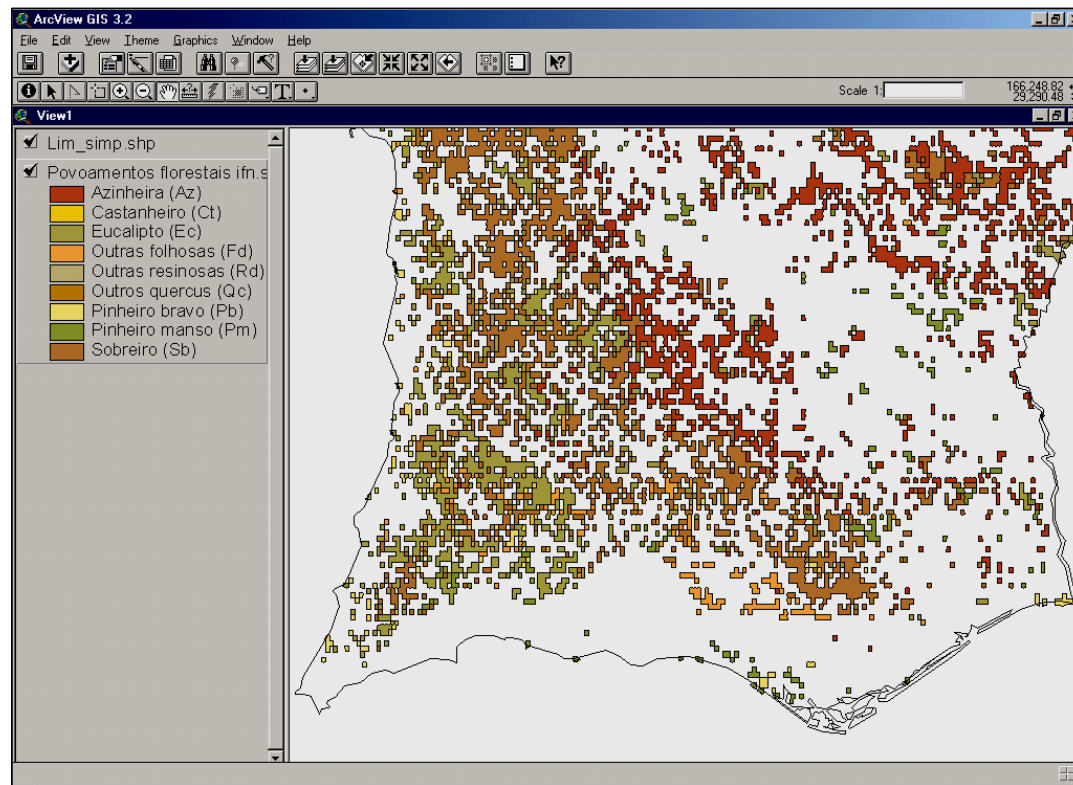 ArcView GIS 3.2
File Edit View Theme Graphics Window Help
Scale 1:
166,248.82
29,290.48
View1
Lim_simp.shp
Povoamentos florestais ifn.s
Azinheira (Az)
Castanheiro (Ct)
Eucalipto (Ec)
Outras folhosas (Fd)
Outras resinosas (Rd)
Outros quercus (Qc)
Pinheiro bravo (Pb)
Pinheiro manso (Pm)
Sobreiro (Sb)